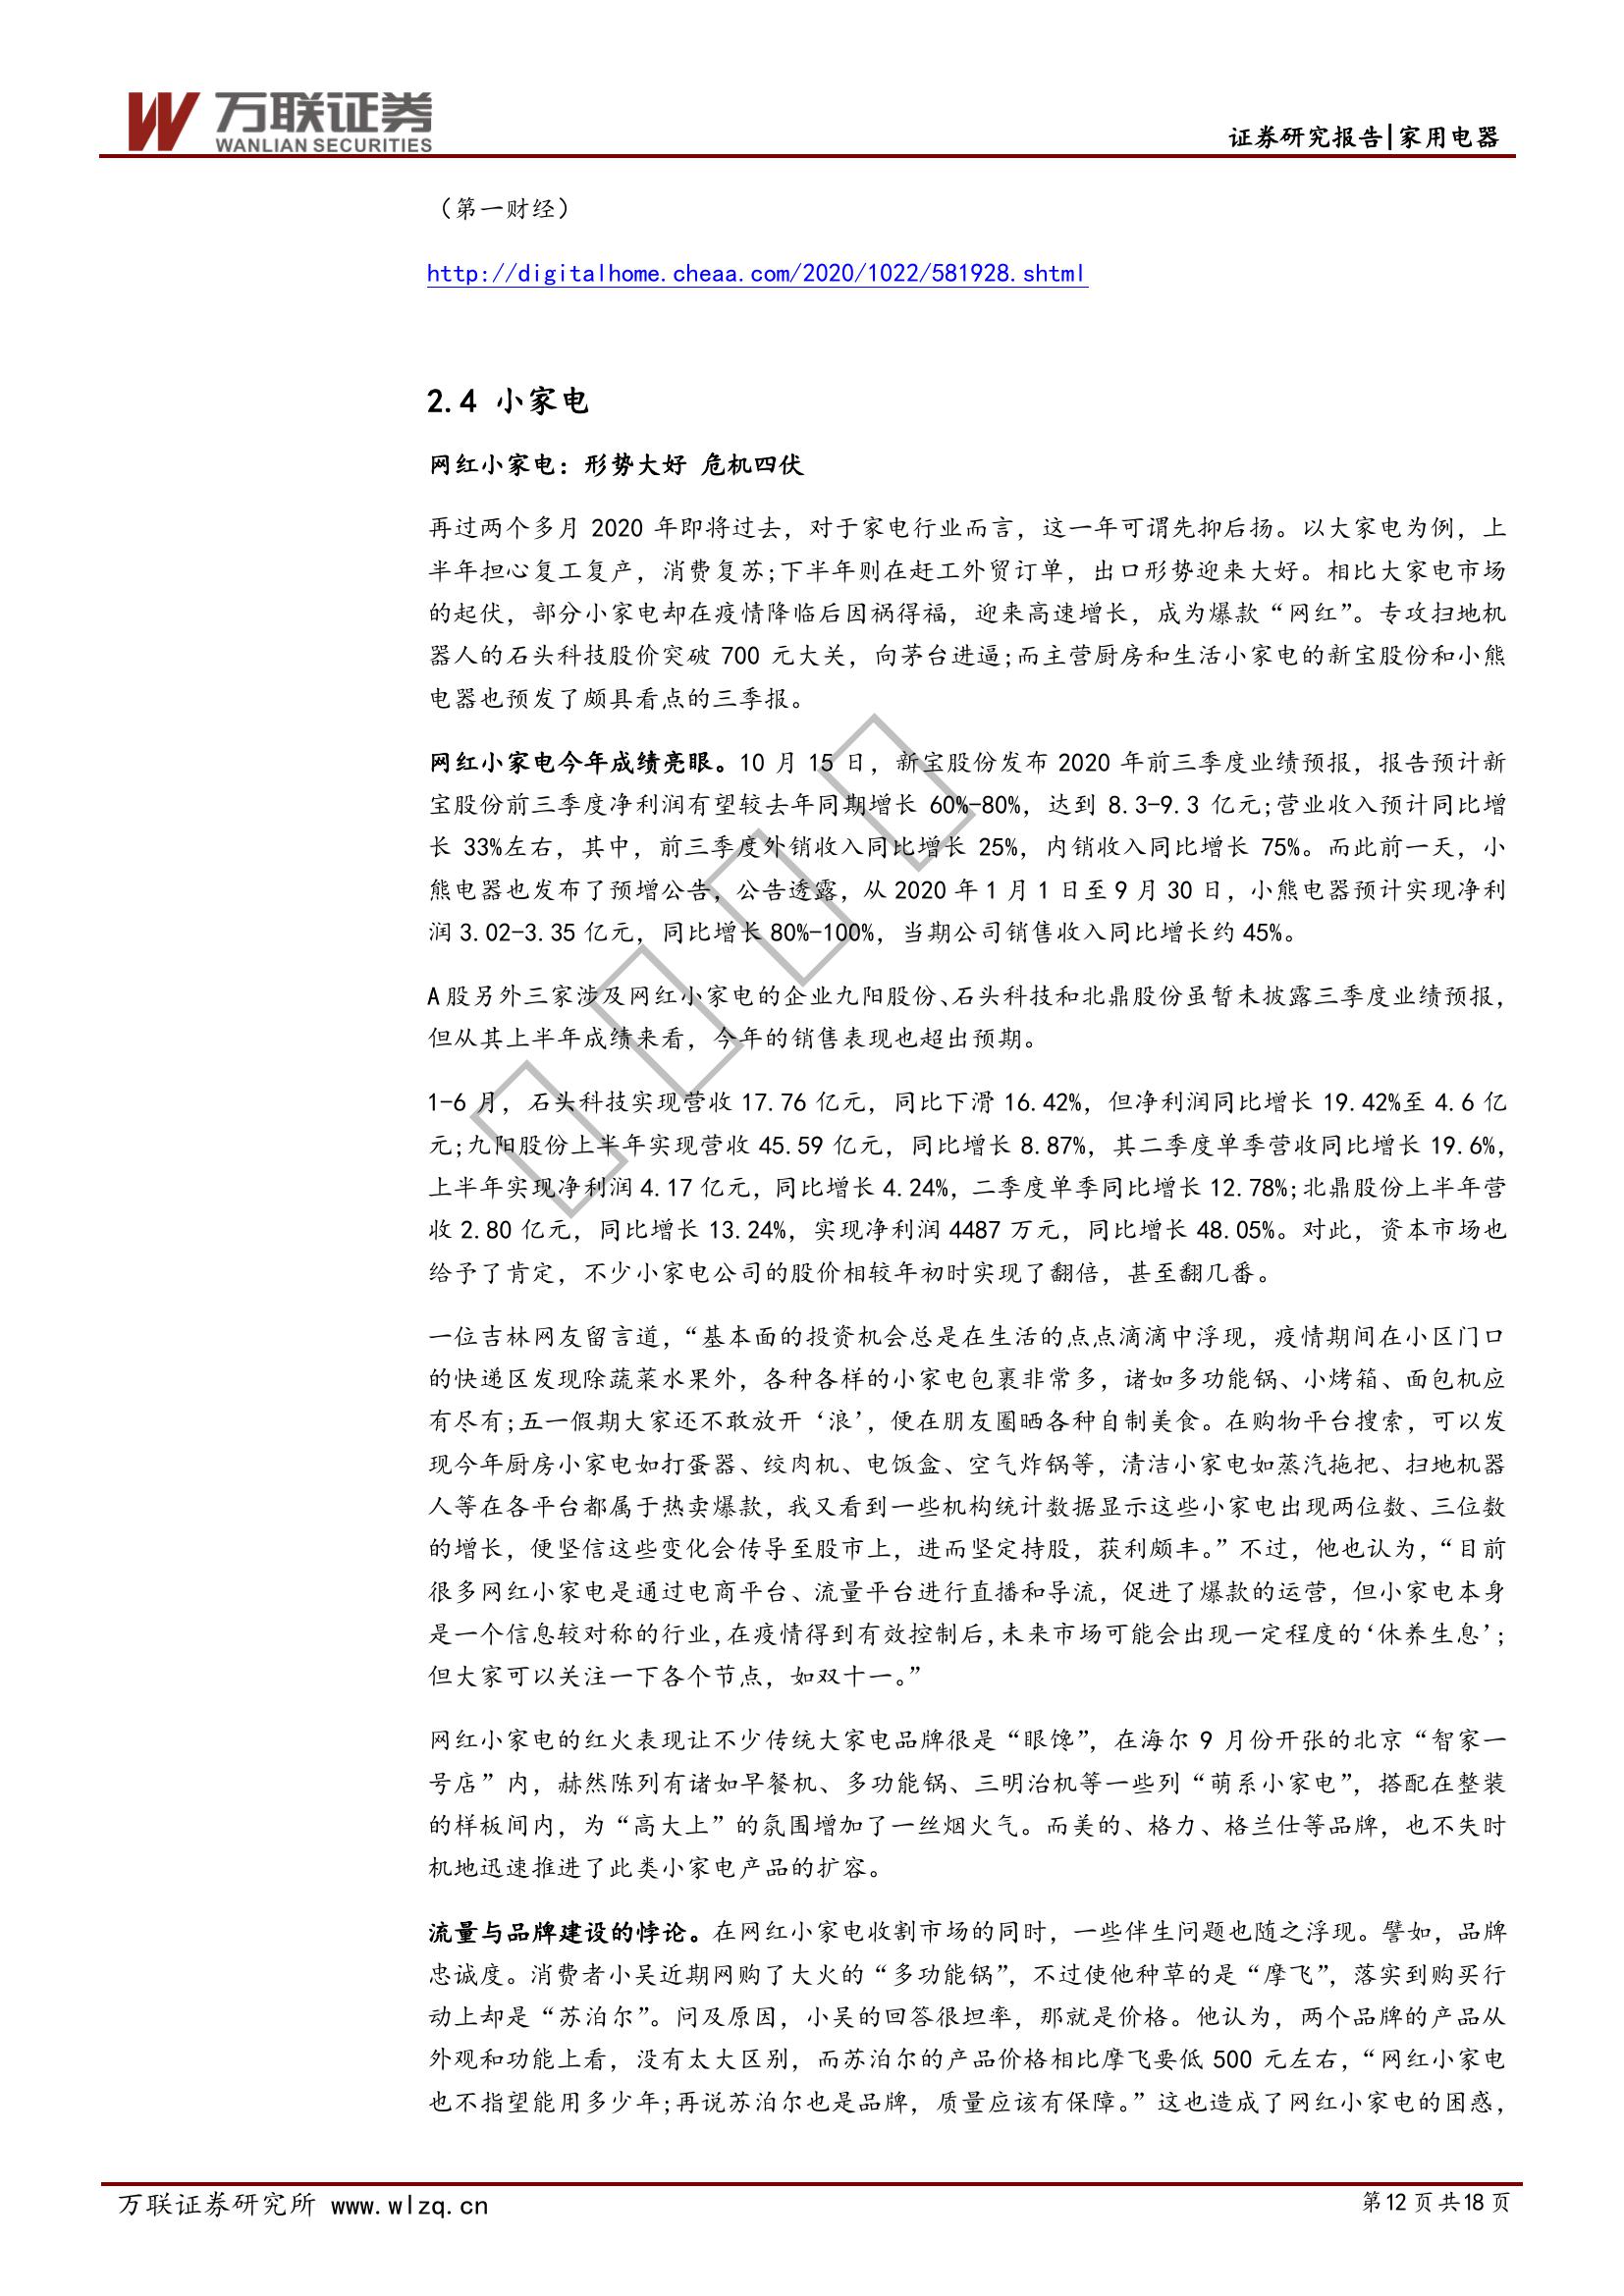 万联证券
WANLIAN SECURITIES
证券研究报告|家用电器
（第一财经）
http://digitalhome.cheaa.com/2020/1022/581928.shtml
2.4 小家电
网红小家电：形势大好 危机四伏
再过两个多月 2020 年即将过去，对于家电行业而言，这一年可谓先抑后扬。以大家电为例，上
半年担心复工复产，消费复苏;下半年则在赶工外贸订单，出口形势迎来大好。相比大家电市场
的起伏，部分小家电却在疫情降临后因祸得福，迎来高速增长，成为爆款“网红”。专攻扫地机
器人的石头科技股价突破 700 元大关，向茅台进逼;而主营厨房和生活小家电的新宝股份和小熊
电器也预发了颇具看点的三季报。
网红小家电今年成绩亮眼。10 月 15 日，新宝股份发布 2020 年前三季度业绩预报，报告预计新
宝股份前三季度净利润有望较去年同期增长 60%-80%，达到 8.3-9.3 亿元;营业收入预计同比增
长 33%左右，其中，前三季度外销收入同比增长 25%，内销收入同比增长 75%。而此前一天，小
熊电器也发布了预增公告，公告透露，从 2020 年 1 月 1 日至 9 月 30 日，小熊电器预计实现净利
润 3.02-3.35 亿元，同比增长 80%-100%，当期公司销售收入同比增长约 45%。
A 股另外三家涉及网红小家电的企业九阳股份、石头科技和北鼎股份虽暂未披露三季度业绩预报，
但从其上半年成绩来看，今年的销售表现也超出预期。
1-6 月，石头科技实现营收 17.76 亿元，同比下滑 16.42%，但净利润同比增长 19.42%至 4.6 亿
元;九阳股份上半年实现营收 45.59 亿元，同比增长 8.87%，其二季度单季营收同比增长 19.6%，
上半年实现净利润 4.17 亿元，同比增长 4.24%，二季度单季同比增长 12.78%;北鼎股份上半年营
收 2.80 亿元，同比增长 13.24%，实现净利润 4487 万元，同比增长 48.05%。对此，资本市场也
给予了肯定，不少小家电公司的股价相较年初时实现了翻倍，甚至翻几番。
一位吉林网友留言道，“基本面的投资机会总是在生活的点点滴滴中浮现，疫情期间在小区门口
的快递区发现除蔬菜水果外，各种各样的小家电包裹非常多，诸如多功能锅、小烤箱、面包机应
有尽有;五一假期大家还不敢放开‘浪’，便在朋友圈晒各种自制美食。在购物平台搜索，可以发
现今年厨房小家电如打蛋器、绞肉机、电饭盒、空气炸锅等，清洁小家电如蒸汽拖把、扫地机器
人等在各平台都属于热卖爆款，我又看到一些机构统计数据显示这些小家电出现两位数、三位数
的增长，便坚信这些变化会传导至股市上，进而坚定持股，获利颇丰。”不过，他也认为，“目前
很多网红小家电是通过电商平台、流量平台进行直播和导流，促进了爆款的运营，但小家电本身
是一个信息较对称的行业,在疫情得到有效控制后,未来市场可能会出现一定程度的‘休养生息’;
但大家可以关注一下各个节点，如双十一。”
网红小家电的红火表现让不少传统大家电品牌很是“眼馋”，在海尔 9 月份开张的北京“智家一
号店”内，赫然陈列有诸如早餐机、多功能锅、三明治机等一些列“萌系小家电”，搭配在整装
的样板间内，为“高大上”的氛围增加了一丝烟火气。而美的、格力、格兰仕等品牌，也不失时
机地迅速推进了此类小家电产品的扩容。
流量与品牌建设的悖论。在网红小家电收割市场的同时，一些伴生问题也随之浮现。譬如，品牌
忠诚度。消费者小吴近期网购了大火的“多功能锅”，不过使他种草的是“摩飞”，落实到购买行
动上却是“苏泊尔”。问及原因，小吴的回答很坦率，那就是价格。他认为，两个品牌的产品从
外观和功能上看，没有太大区别，而苏泊尔的产品价格相比摩飞要低 500 元左右，“网红小家电
也不指望能用多少年;再说苏泊尔也是品牌，质量应该有保障。”这也造成了网红小家电的困惑，
万联证券研究所 www.wlzq.cn
第 12 页 共 18 页